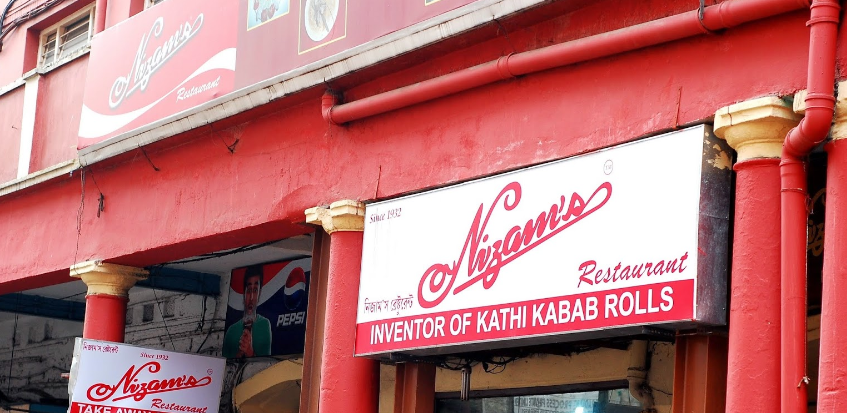 Nizam's
Restaurant
Since 1932
Nizam's
Restaurant
নিজাম'স রেষ্টুরেন্ট
INVENTOR OF KATHI KABAB ROLLS
PEPSI
নিজাম'স রেষ্টুরেন্ট
Since 1932
Nizam's
Restaurant
TAKE AWAY